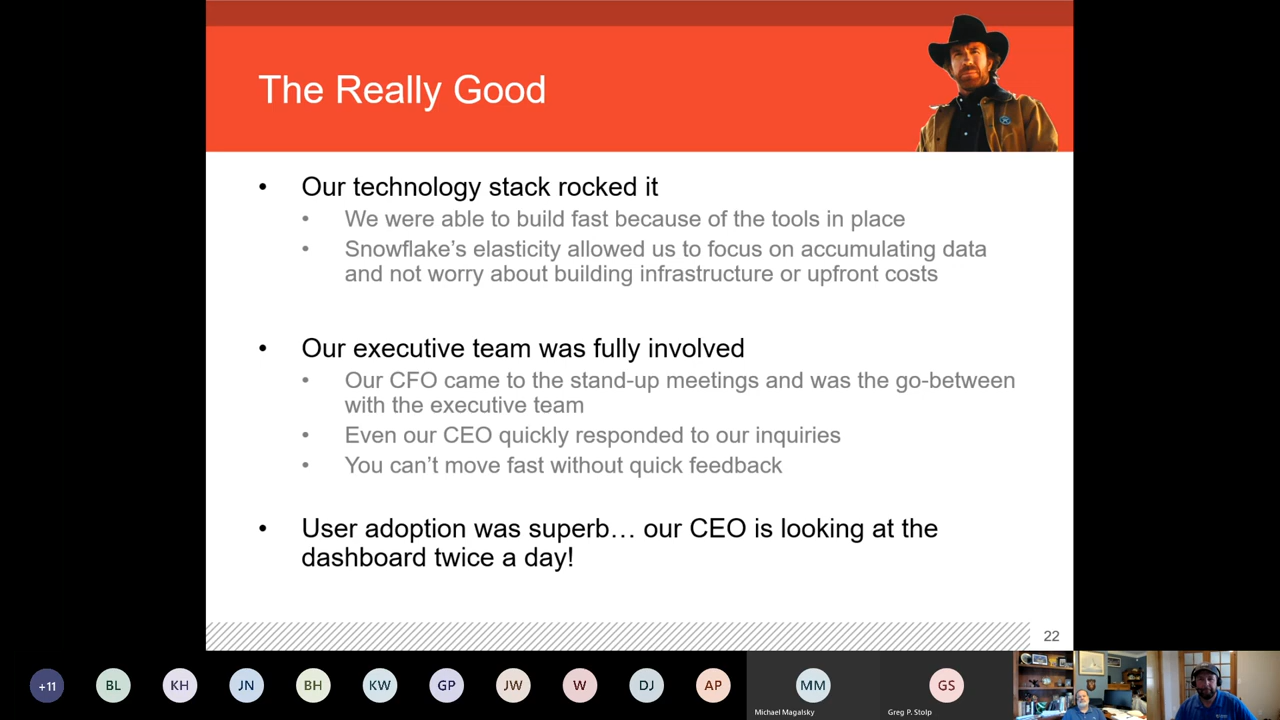 The Really Good
• Our technology stack rocked it
• We were able to build fast because of the tools in place
• Snowflake’s elasticity allowed us to focus on accumulating data
and not worry about building infrastructure or upfront costs
• Our executive team was fully involved
• Our CFO came to the stand-up meetings and was the go-between
with the executive team
• Even our CEO quickly responded to our inquiries
• You can’t move fast without quick feedback
• User adoption was superb… our CEO is looking at the
dashboard twice a day!
22
+11 BL KH JN BH KW GP JW W DJ AP MM GS
Michael Magalsky Greg P. Stolp